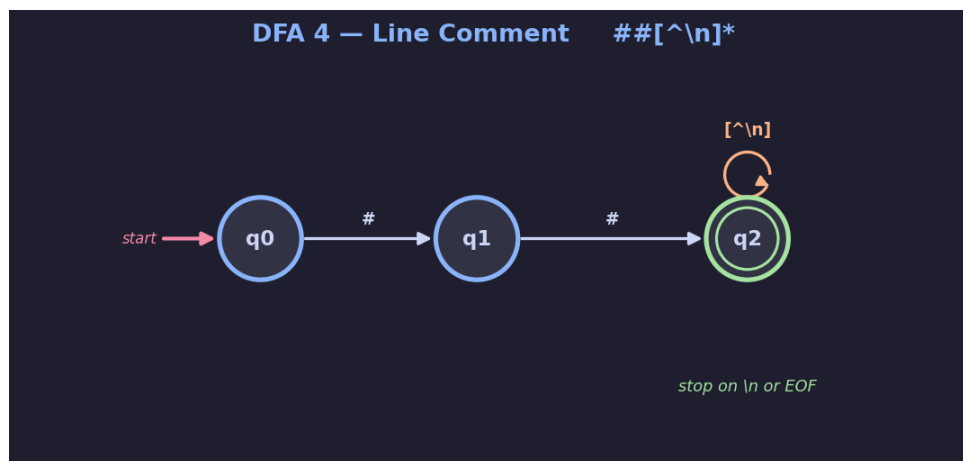 DFA 4 — Line Comment ##[^\n]*
[^\n]
# #
start q0 q1 q2
stop on \n or EOF